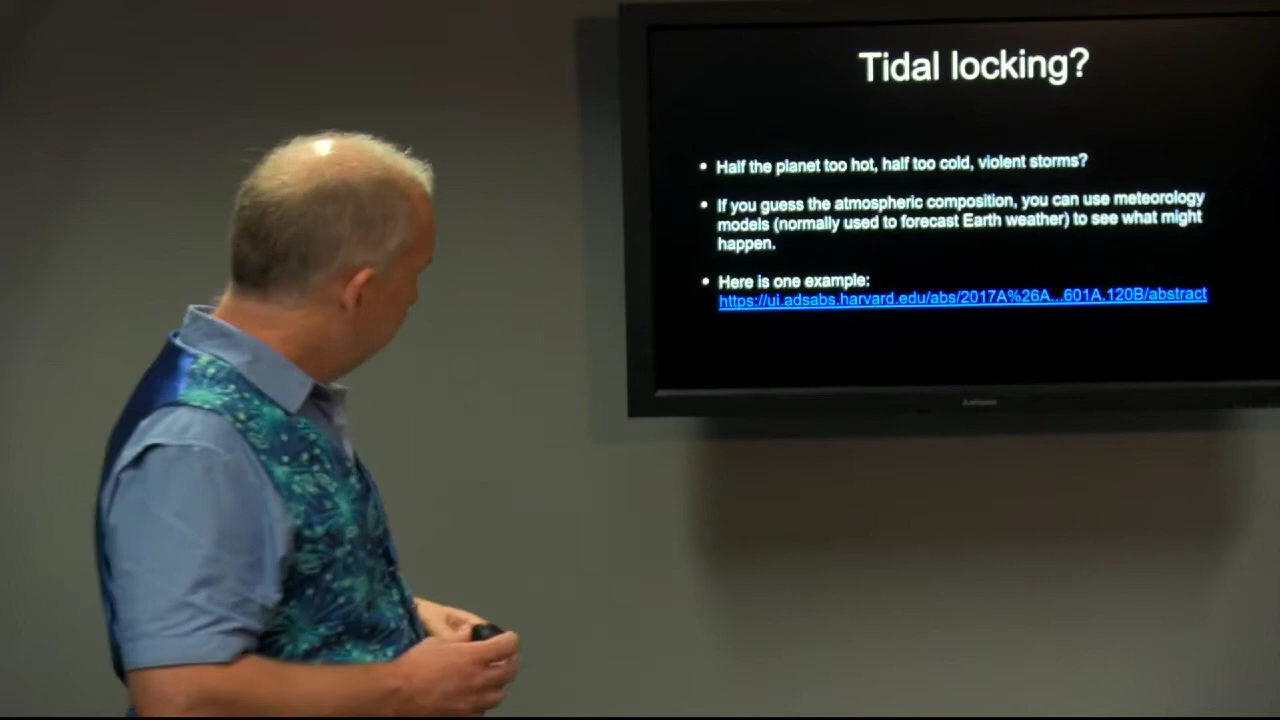 Tidal locking?
• Half the planet too hot, half too cold, violent storms?
• If you guess the atmospheric composition, you can use meteorology
models (normally used to forecast Earth weather) to see what might
happen.
• Here is one example:
https://ui.adsabs.harvard.edu/abs/2017A%26A...601A.120B/abstract